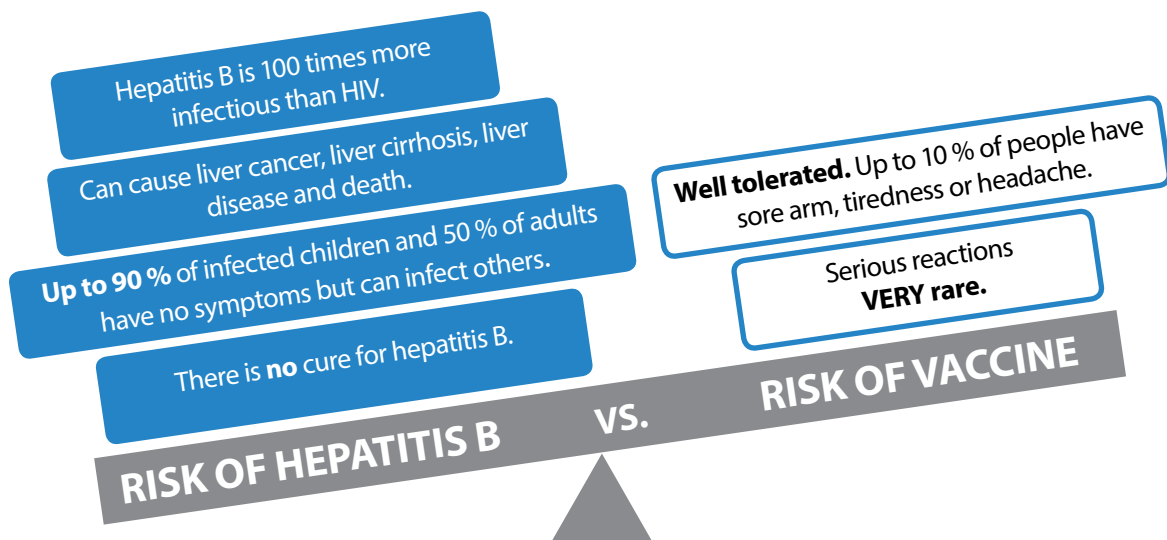 Hepatitis B is 100 times more
infectious than HIV.
Can cause liver cancer, liver cirrhosis, liver
disease and death.
Up to 90 % of infected children and 50 % of adults
have no symptoms but can infect others.
There is no cure for hepatitis B.
RISK OF HEPATITIS B
VS.
Well tolerated. Up to 10 % of people have
sore arm, tiredness or headache.
Serious reactions
VERY rare.
RISK OF VACCINE